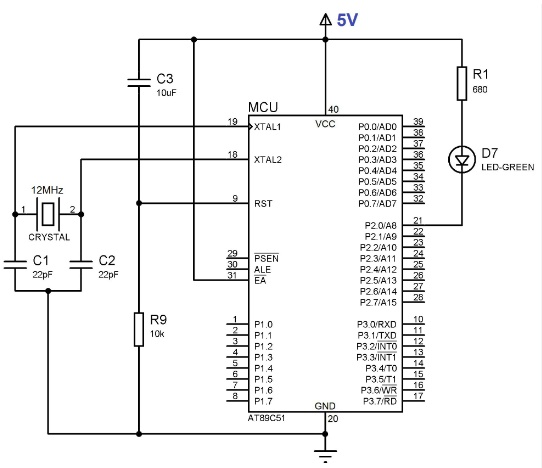 5V
C3
10uF
R1
680
MCU
40
VCC
19 XTAL1
18 XTAL2
9 RST
29 PSEN
30 ALE
31 EA
1 P1.0
2 P1.1
3 P1.2
4 P1.3
5 P1.4
6 P1.5
7 P1.6
8 P1.7
P0.0/AD0 39
P0.1/AD1 38
P0.2/AD2 37
P0.3/AD3 36
P0.4/AD4 35
P0.5/AD5 34
P0.6/AD6 33
P0.7/AD7 32
P2.0/A8 21
P2.1/A9 22
P2.2/A10 23
P2.3/A11 24
P2.4/A12 25
P2.5/A13 26
P2.6/A14 27
P2.7/A15 28
P3.0/RXD 10
P3.1/TXD 11
P3.2/INT0 12
P3.3/INT1 13
P3.4/T0 14
P3.5/T1 15
P3.6/WR 16
P3.7/RD 17
GND
20
AT89C51
D7
LED-GREEN
12MHz
1 2
CRYSTAL
C1
22pF
C2
22pF
R9
10k